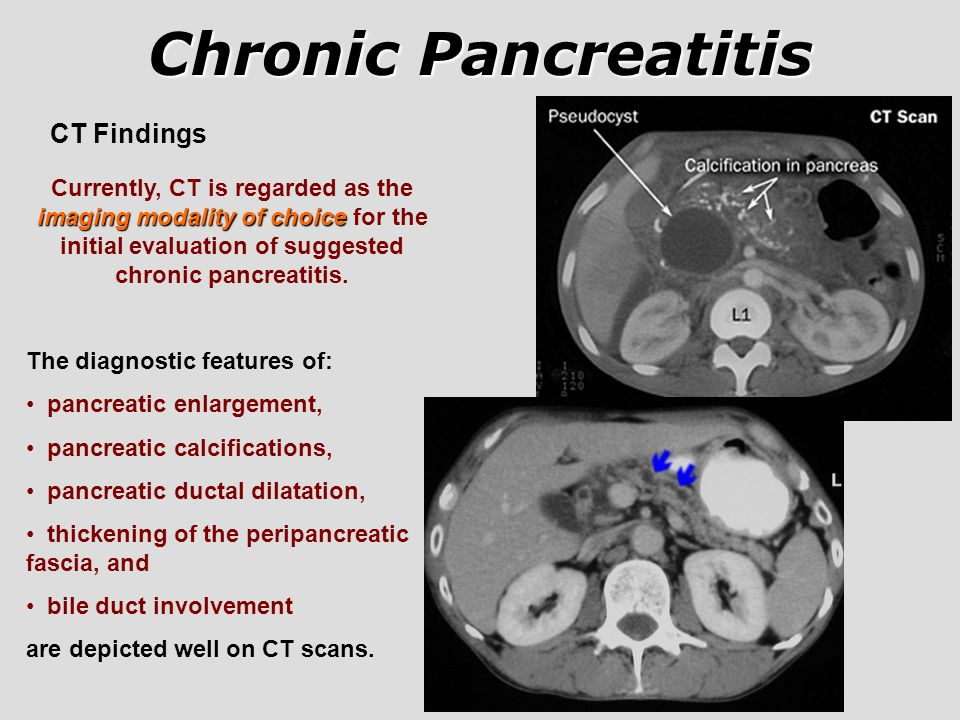 Chronic Pancreatitis
CT Findings
Currently, CT is regarded as the
imaging modality of choice for the
initial evaluation of suggested
chronic pancreatitis.
The diagnostic features of:
• pancreatic enlargement,
• pancreatic calcifications,
• pancreatic ductal dilatation,
• thickening of the peripancreatic
fascia, and
• bile duct involvement
are depicted well on CT scans.
Pseudocyst
CT Scan
Calcification in pancreas
L1
L